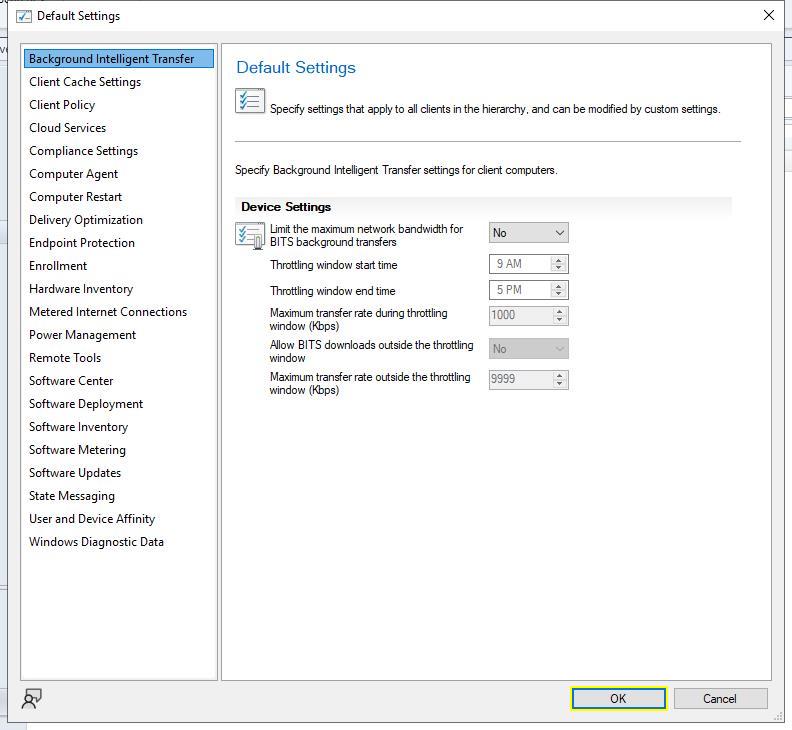 Default Settings
Background Intelligent Transfer
Client Cache Settings
Client Policy
Cloud Services
Compliance Settings
Computer Agent
Computer Restart
Delivery Optimization
Endpoint Protection
Enrollment
Hardware Inventory
Metered Internet Connections
Power Management
Remote Tools
Software Center
Software Deployment
Software Inventory
Software Metering
Software Updates
State Messaging
User and Device Affinity
Windows Diagnostic Data
Default Settings
Specify settings that apply to all clients in the hierarchy, and can be modified by custom settings.
Specify Background Intelligent Transfer settings for client computers.
Device Settings
Limit the maximum network bandwidth for
BITS background transfers
No
Throttling window start time
9 AM
Throttling window end time
5 PM
Maximum transfer rate during throttling
window (Kbps)
1000
Allow BITS downloads outside the throttling
window
No
Maximum transfer rate outside the throttling
window (Kbps)
9999
OK
Cancel